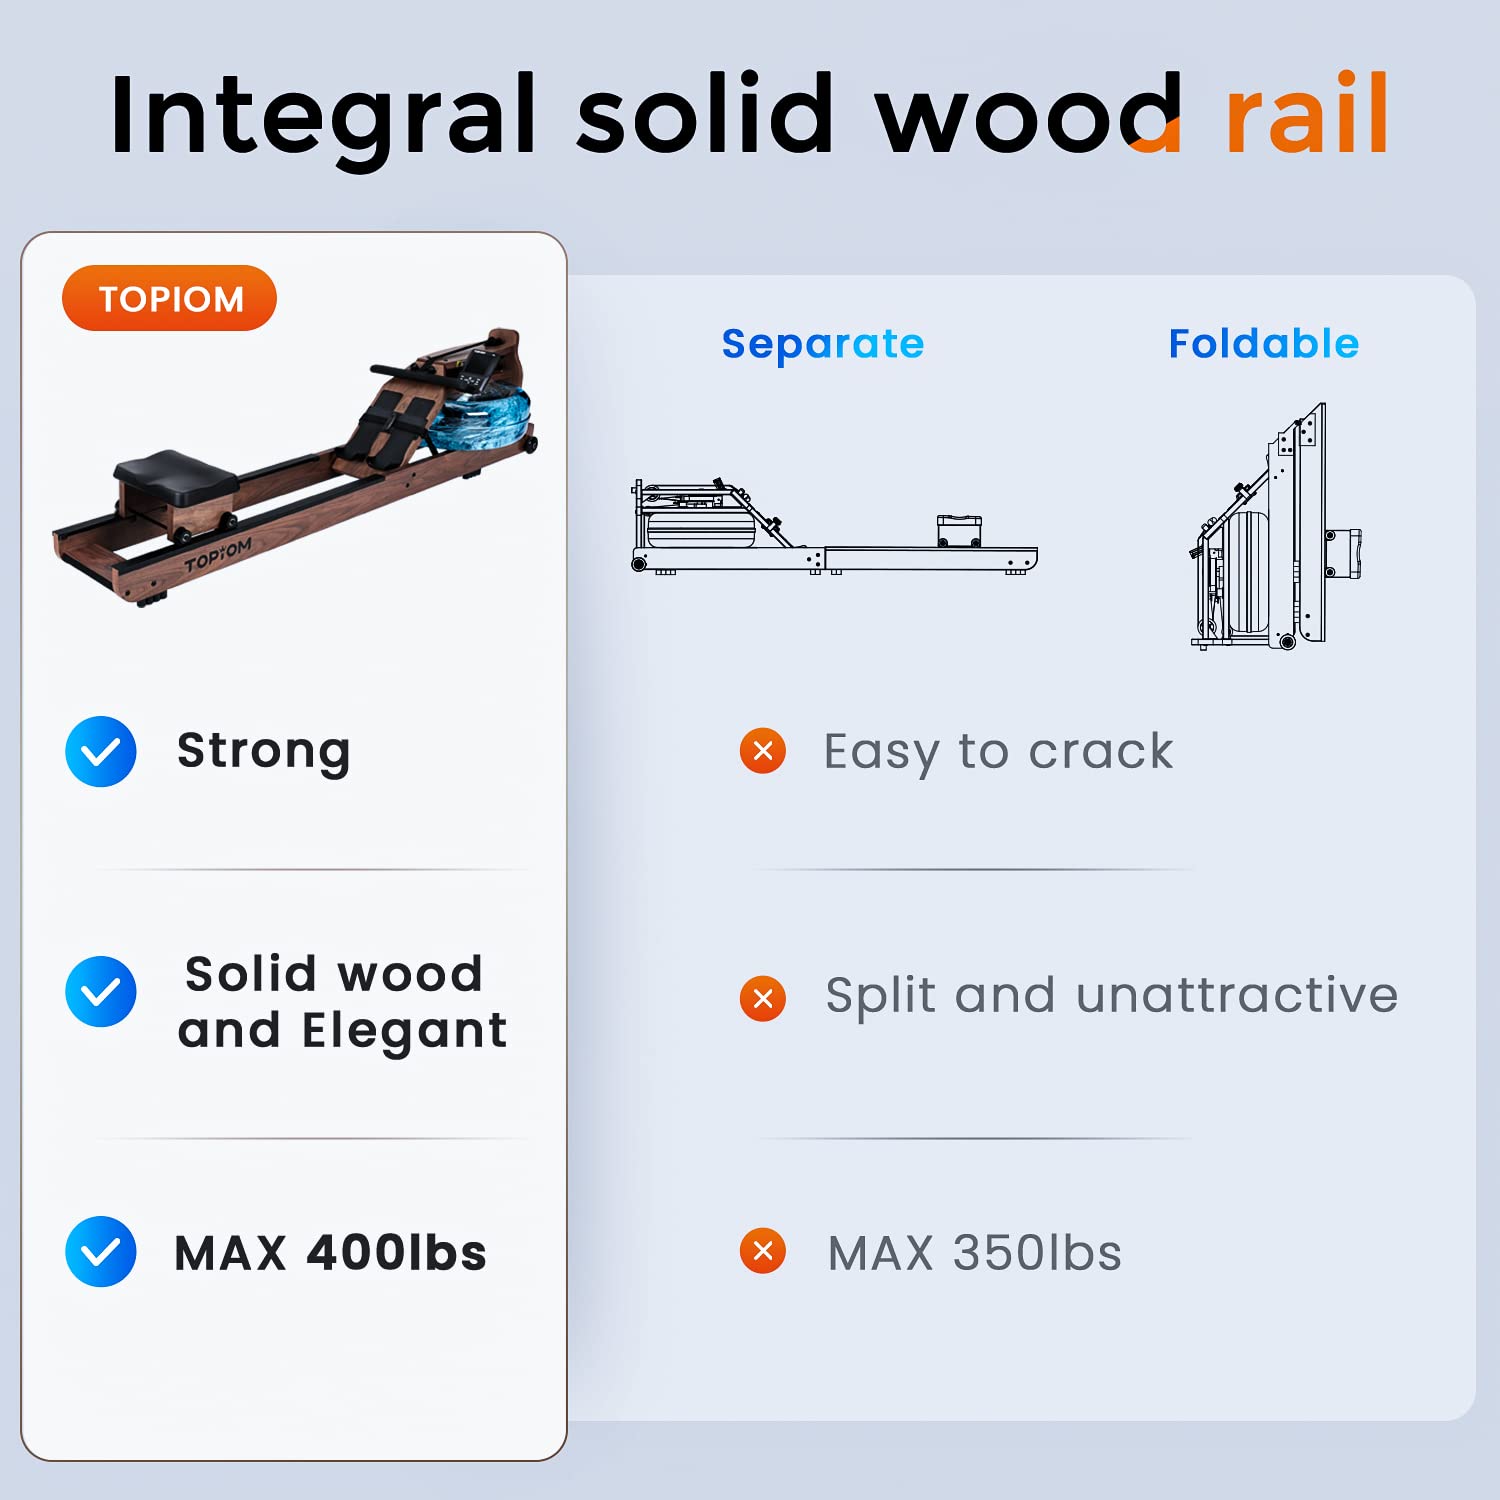 Integral solid wood rail
TOPIOM
Separate
Foldable
TOPIOM
Strong
Easy to crack
Solid wood
and Elegant
Split and unattractive
MAX 400lbs
MAX 350lbs